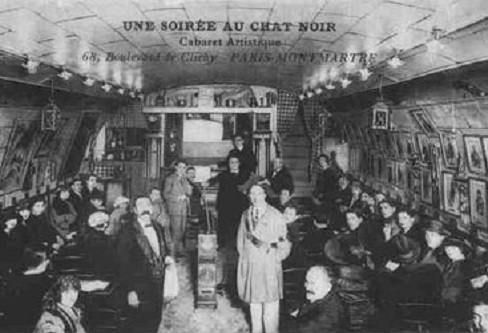 UNE SOIRÉE AU CHAT NOIR
Cabaret Artistique
68, Boulevard de Clichy PARIS-MONTMARTRE